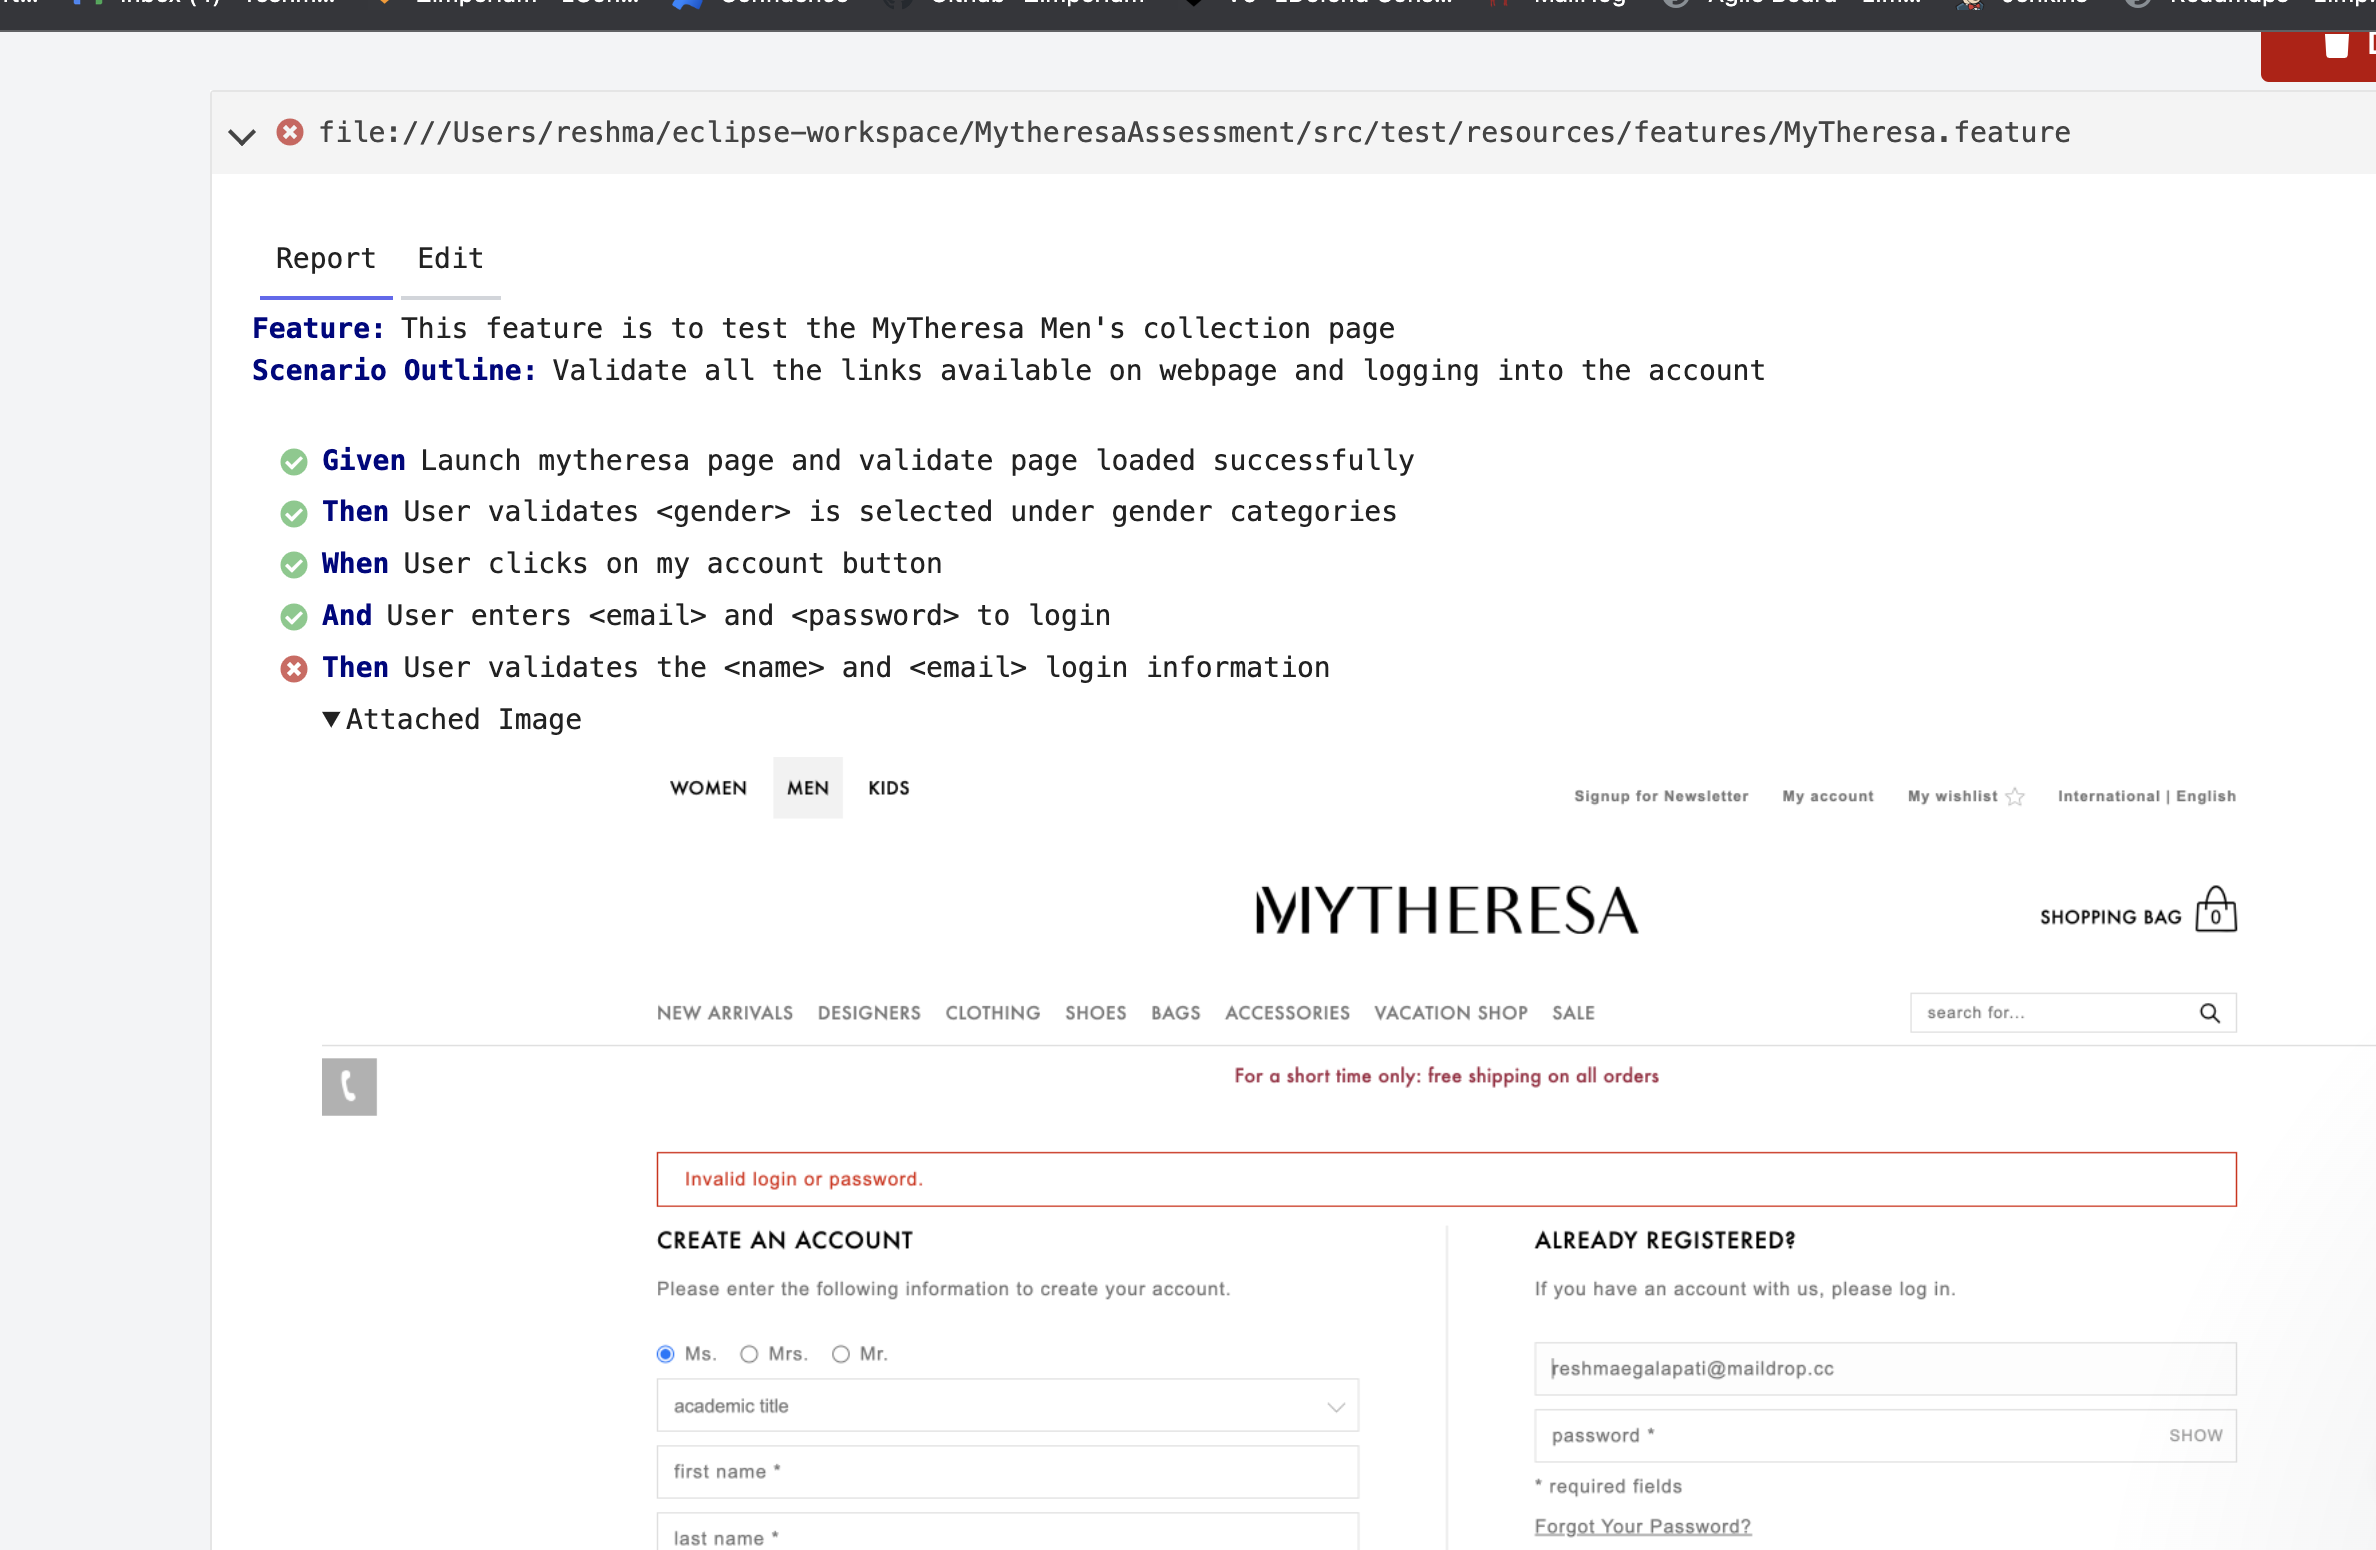 file:///Users/reshma/eclipse-workspace/MytheresaAssessment/src/test/resources/features/MyTheresa.feature
Report Edit
Feature: This feature is to test the MyTheresa Men's collection page
Scenario Outline: Validate all the links available on webpage and logging into the account
Given Launch mytheresa page and validate page loaded successfully
Then User validates <gender> is selected under gender categories
When User clicks on my account button
And User enters <email> and <password> to login
Then User validates the <name> and <email> login information
Attached Image
WOMEN MEN KIDS
Signup for Newsletter My account My wishlist International | English
MYTHERESA
SHOPPING BAG 0
NEW ARRIVALS DESIGNERS CLOTHING SHOES BAGS ACCESSORIES VACATION SHOP SALE
search for...
For a short time only: free shipping on all orders
Invalid login or password.
CREATE AN ACCOUNT
Please enter the following information to create your account.
Ms. Mrs. Mr.
academic title
first name *
last name *
ALREADY REGISTERED?
If you have an account with us, please log in.
reshmaegalapati@maildrop.cc
password * SHOW
* required fields
Forgot Your Password?